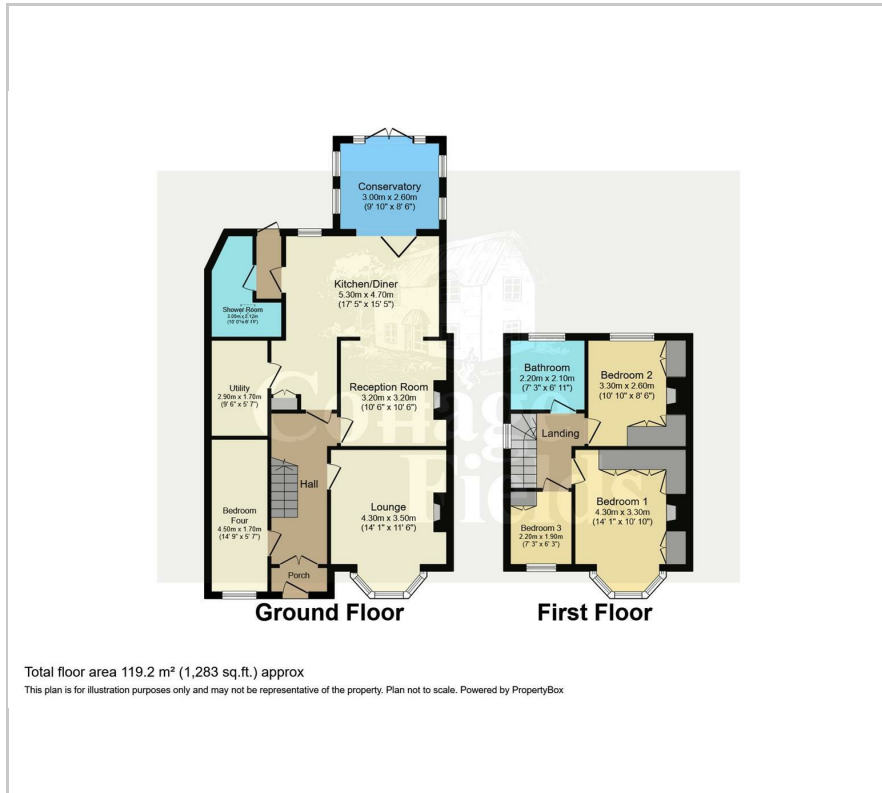 Conservatory
3.00m x 2.60m
(9' 10" x 8' 6")
Kitchen/Diner
5.30m x 4.70m
(17' 5" x 15' 5")
Shower Room
Utility
2.90m x 1.70m
(9' 6" x 5' 7")
Reception Room
3.20m x 3.20m
(10' 6" x 10' 6")
Hall
Lounge
4.30m x 3.50m
(14' 1" x 11' 6")
Bedroom
Four
4.50m x 1.70m
(14' 9" x 5' 7")
Porch
Ground Floor
Bathroom
2.20m x 2.10m
(7' 3" x 6' 11")
Bedroom 2
3.30m x 2.60m
(10' 10" x 8' 6")
Landing
Bedroom 1
4.30m x 3.30m
(14' 1" x 10' 10")
Bedroom 3
2.20m x 1.90m
(7' 3" x 6' 3")
First Floor
Cottage
Fields
Total floor area 119.2 m² (1,283 sq.ft.) approx
This plan is for illustration purposes only and may not be representative of the property. Plan not to scale. Powered by PropertyBox